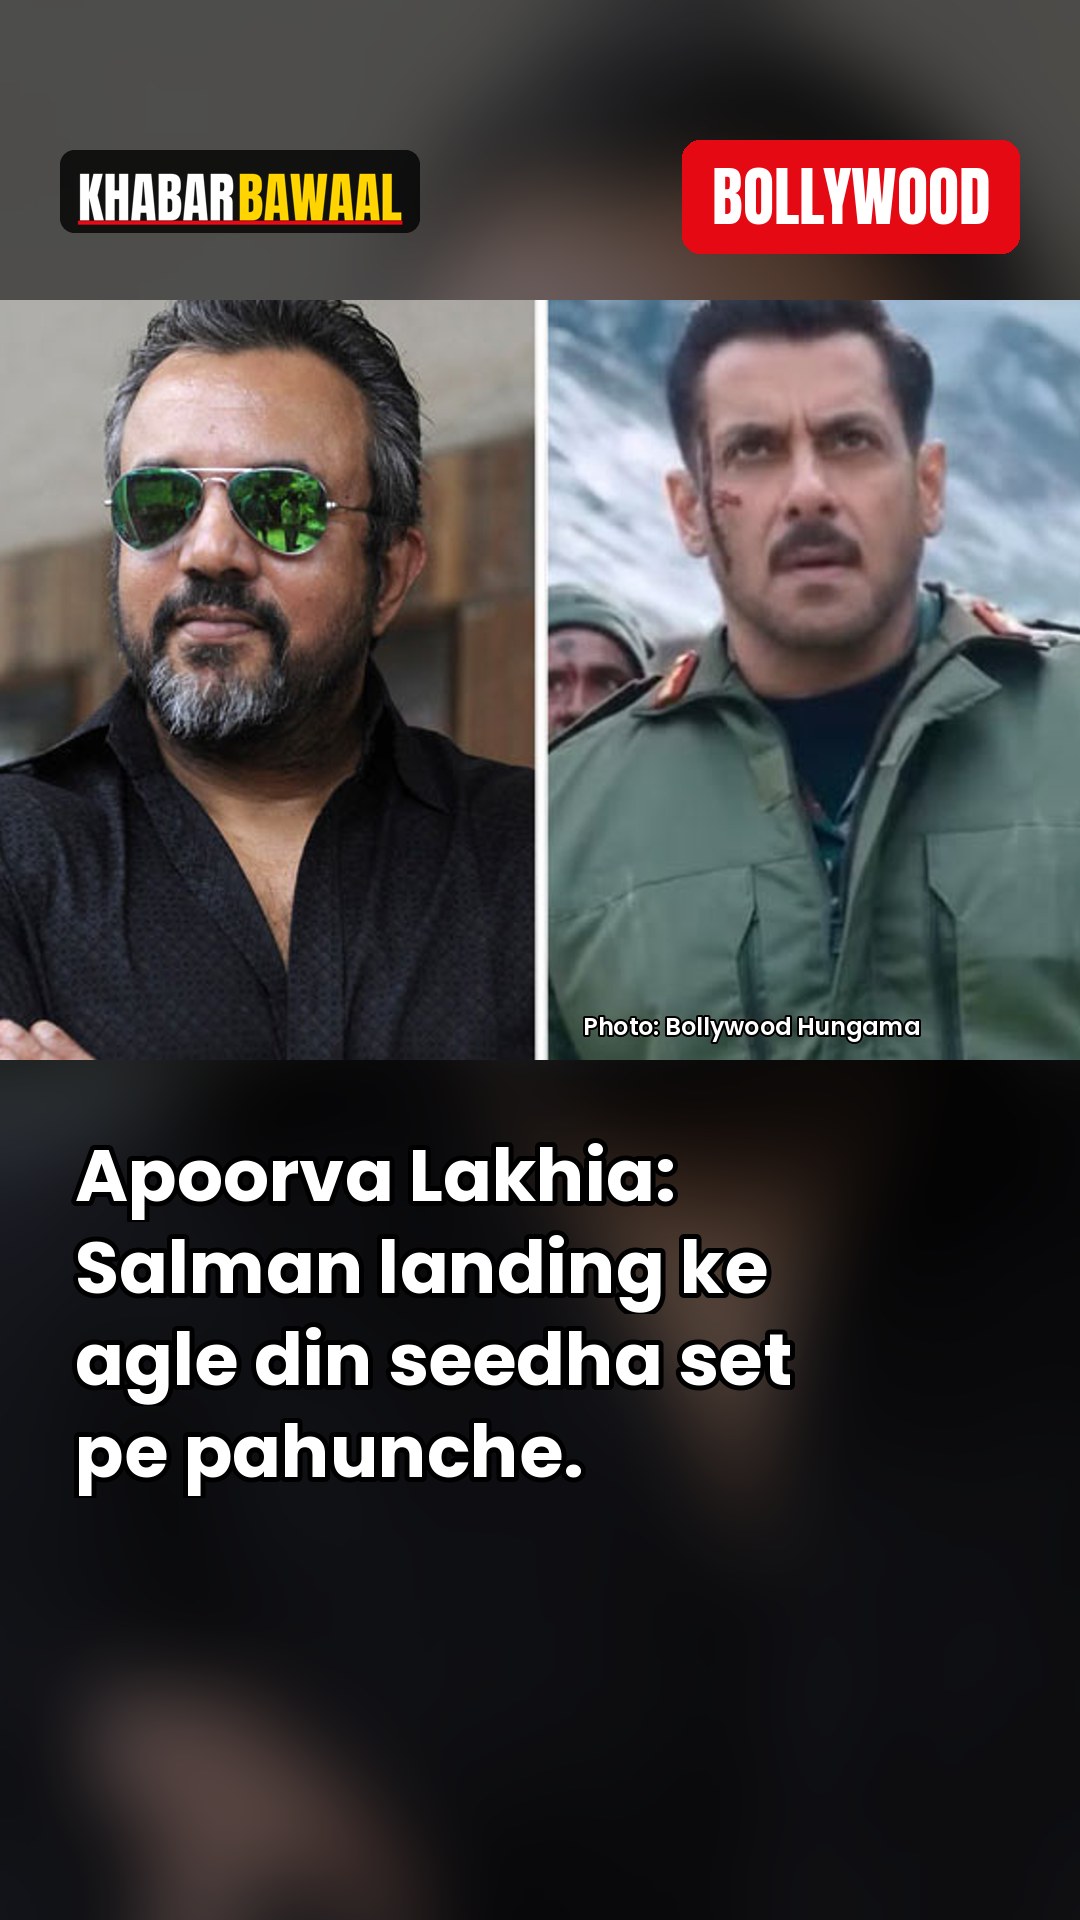 KHABARBAWAAL
BOLLYWOOD
Photo: Bollywood Hungama
Apoorva Lakhia:
Salman landing ke
agle din seedha set
pe pahunche.